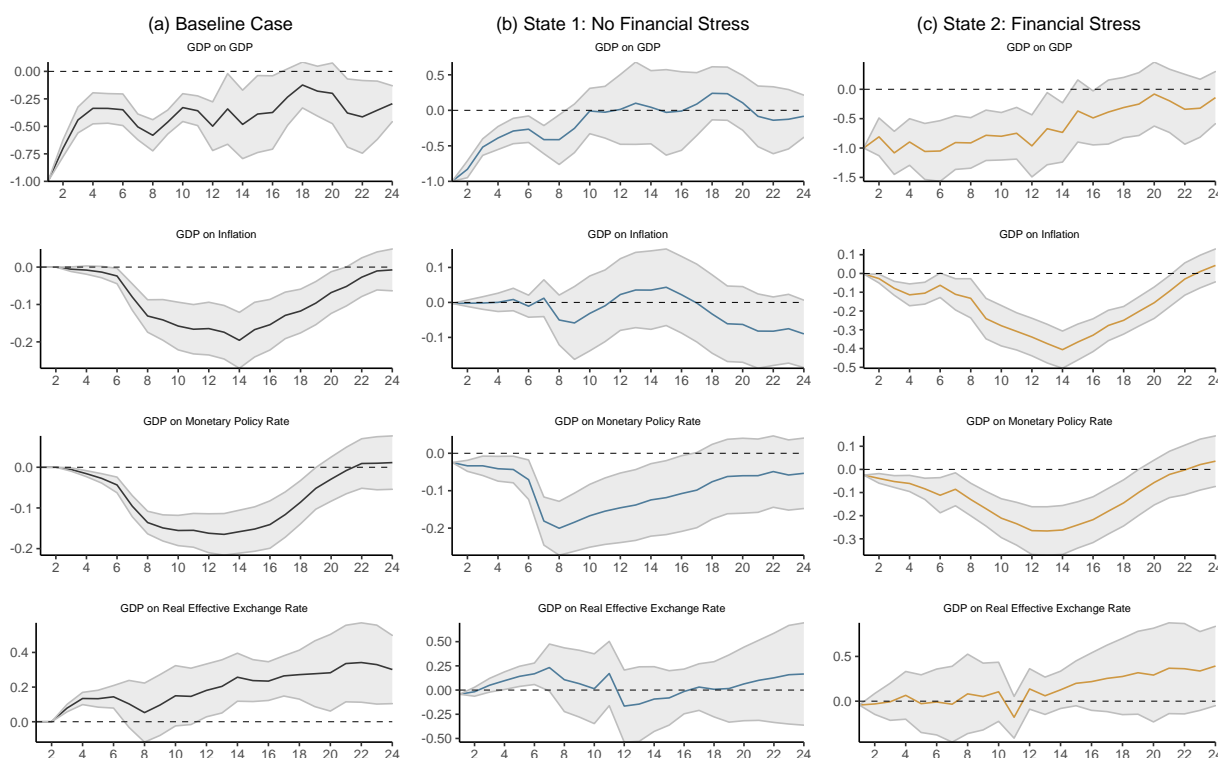 (a) Baseline Case
(b) State 1: No Financial Stress
(c) State 2: Financial Stress
GDP on GDP
0.00
-0.25
-0.50
-0.75
-1.00
2 4 6 8 10 12 14 16 18 20 22 24
GDP on GDP
0.5
0.0
-0.5
-1.0
2 4 6 8 10 12 14 16 18 20 22 24
GDP on GDP
0.0
-0.5
-1.0
-1.5
2 4 6 8 10 12 14 16 18 20 22 24
GDP on Inflation
0.0
-0.1
-0.2
2 4 6 8 10 12 14 16 18 20 22 24
GDP on Inflation
0.1
0.0
-0.1
2 4 6 8 10 12 14 16 18 20 22 24
GDP on Inflation
0.1
0.0
-0.1
-0.2
-0.3
-0.4
-0.5
2 4 6 8 10 12 14 16 18 20 22 24
GDP on Monetary Policy Rate
0.0
-0.1
-0.2
2 4 6 8 10 12 14 16 18 20 22 24
GDP on Monetary Policy Rate
0.0
-0.1
-0.2
2 4 6 8 10 12 14 16 18 20 22 24
GDP on Monetary Policy Rate
0.1
0.0
-0.1
-0.2
-0.3
2 4 6 8 10 12 14 16 18 20 22 24
GDP on Real Effective Exchange Rate
0.4
0.2
0.0
2 4 6 8 10 12 14 16 18 20 22 24
GDP on Real Effective Exchange Rate
0.50
0.25
0.00
-0.25
-0.50
2 4 6 8 10 12 14 16 18 20 22 24
GDP on Real Effective Exchange Rate
0.5
0.0
2 4 6 8 10 12 14 16 18 20 22 24